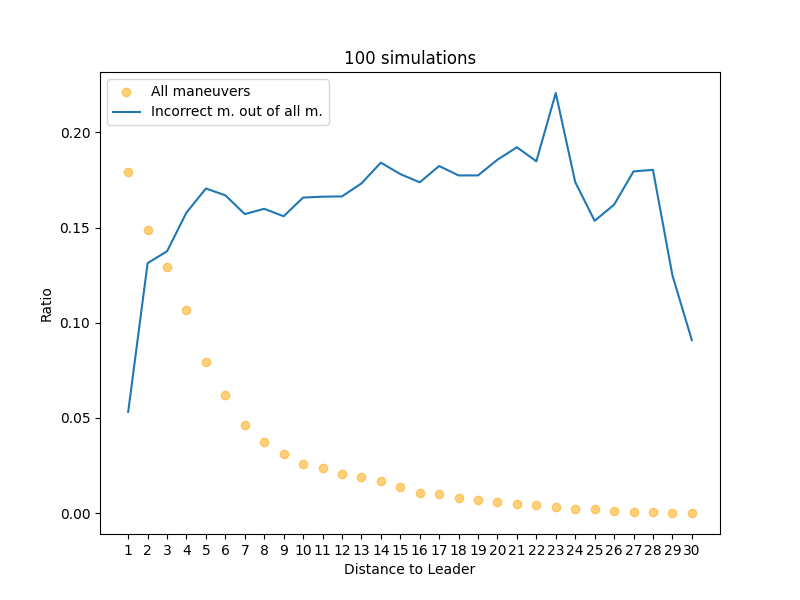 100 simulations
All maneuvers
Incorrect m. out of all m.
Ratio
0.20
0.15
0.10
0.05
0.00
1 2 3 4 5 6 7 8 9 10 11 12 13 14 15 16 17 18 19 20 21 22 23 24 25 26 27 28 29 30
Distance to Leader